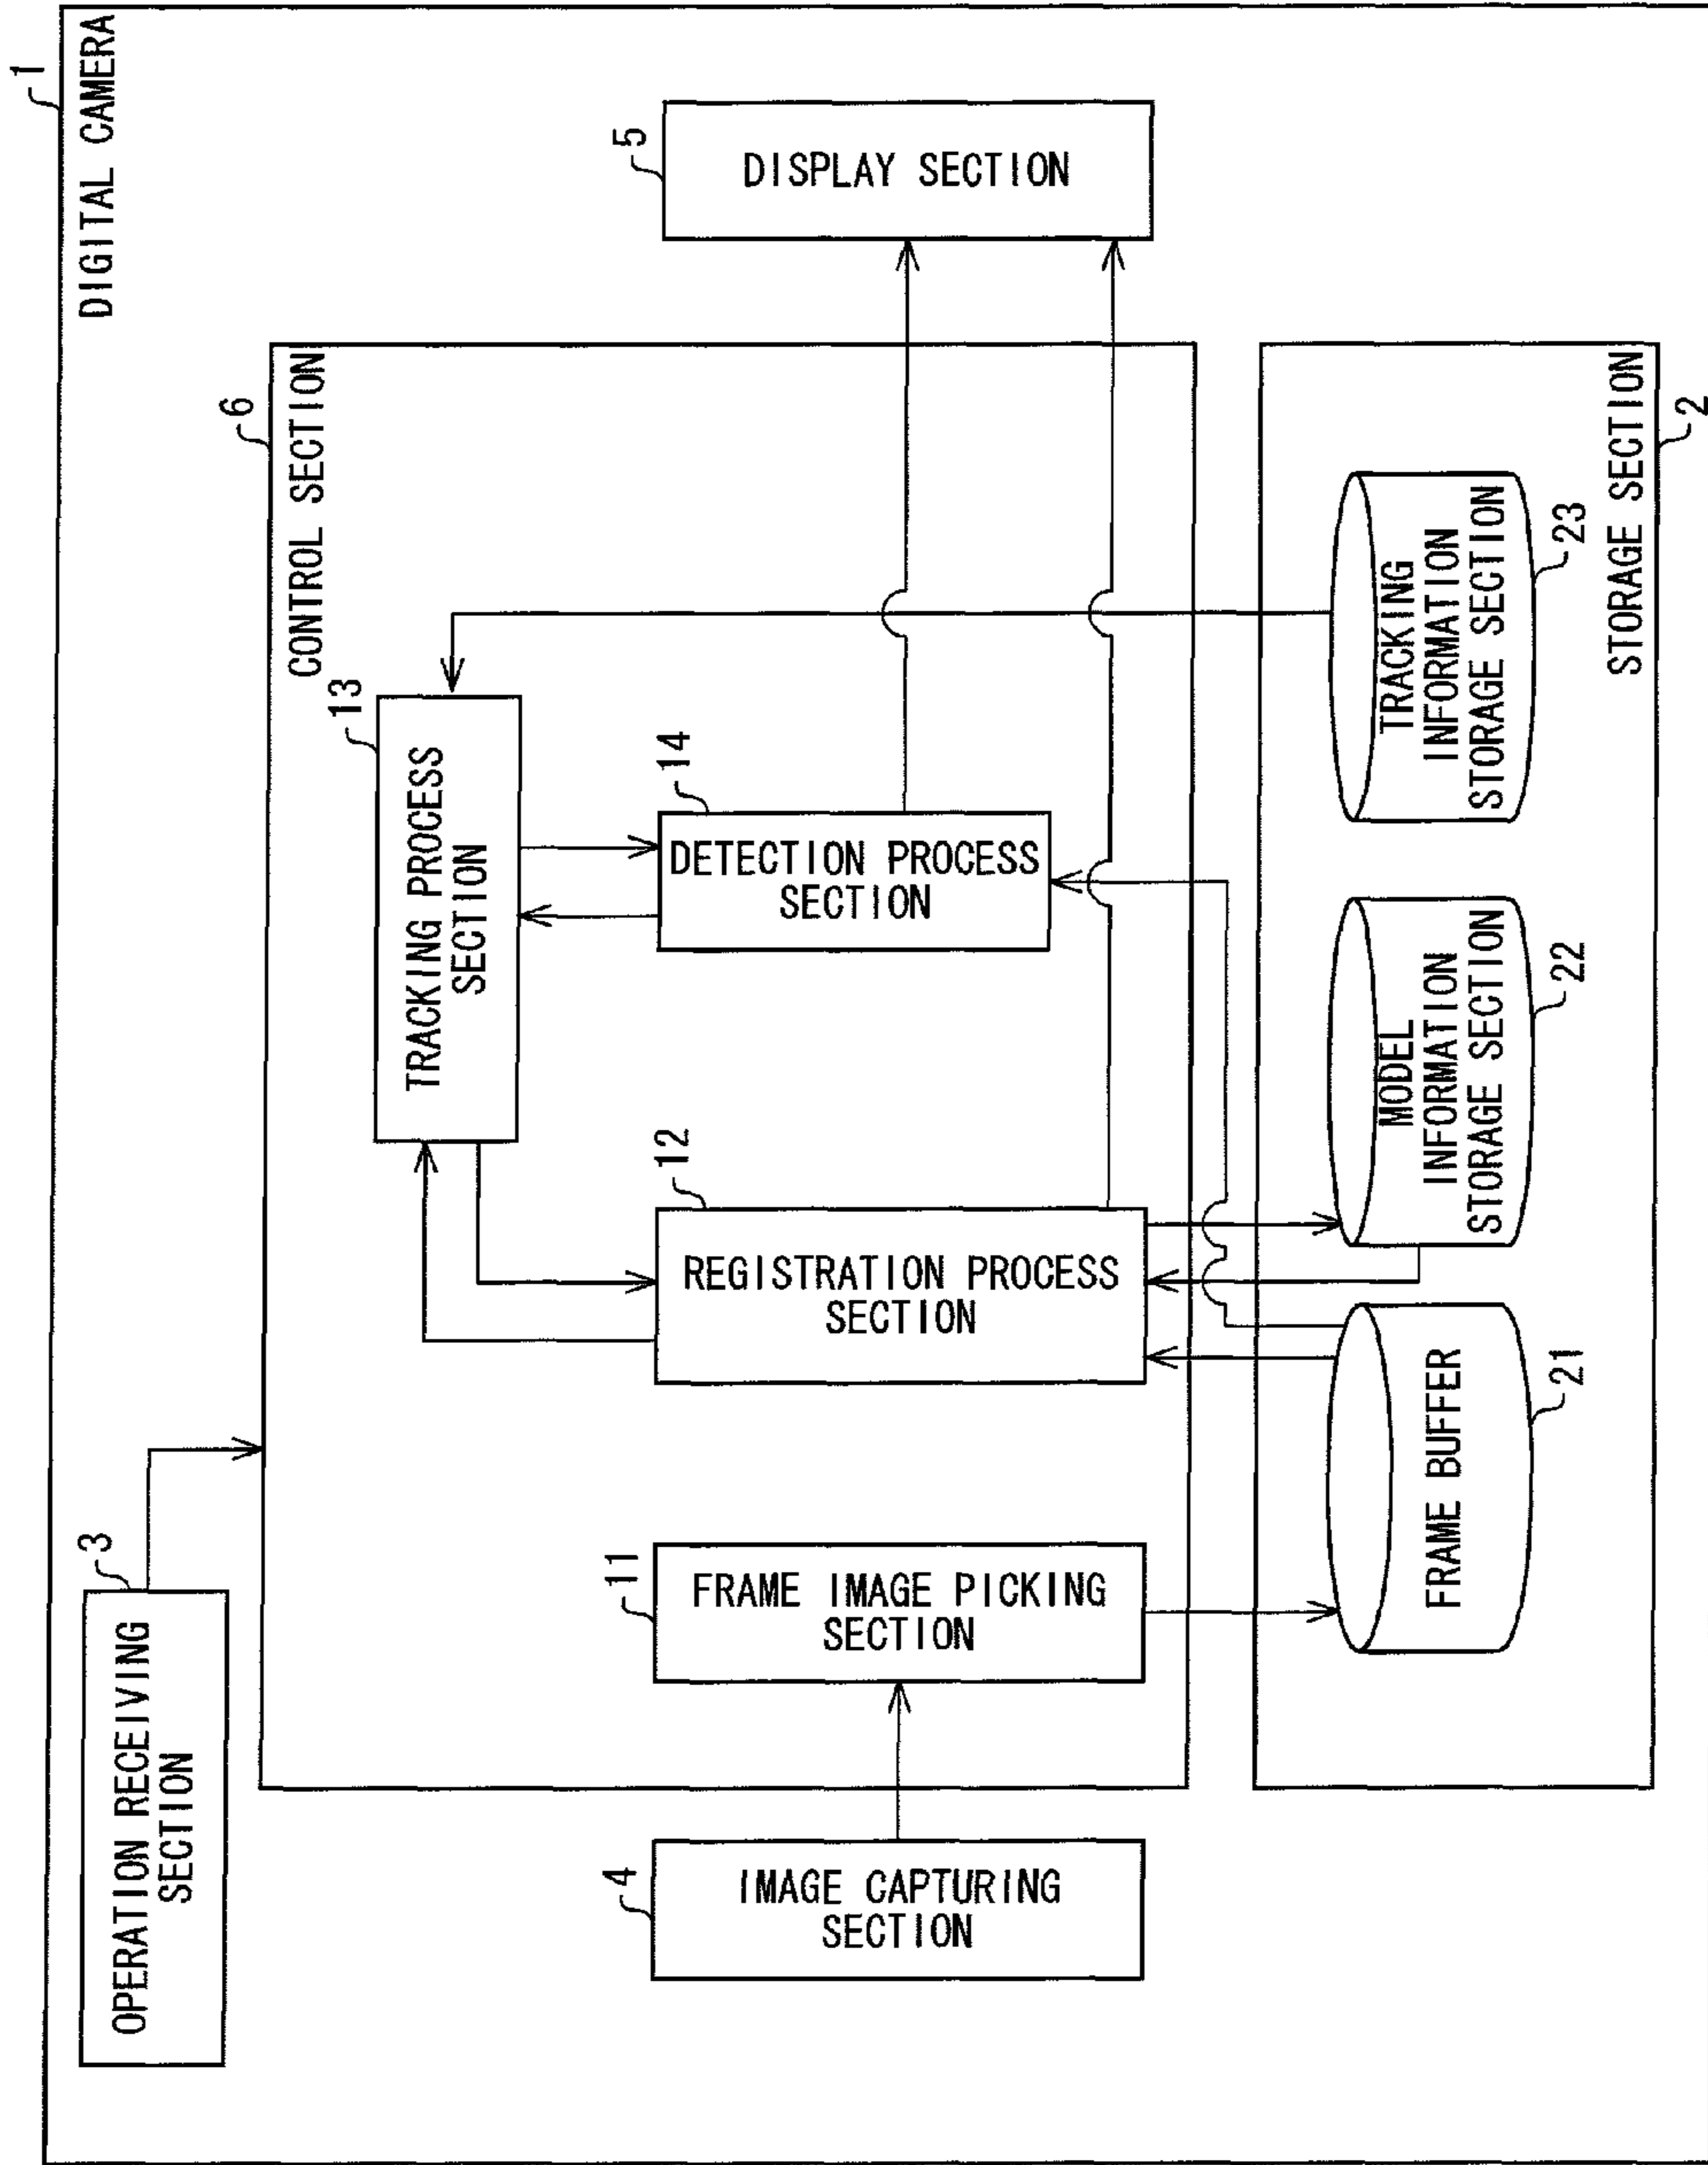 1
DIGITAL CAMERA
3
OPERATION RECEIVING
SECTION
6
CONTROL SECTION
13
TRACKING PROCESS
SECTION
4
IMAGE CAPTURING
SECTION
11
FRAME IMAGE PICKING
SECTION
12
REGISTRATION PROCESS
SECTION
14
DETECTION PROCESS
SECTION
5
DISPLAY SECTION
FRAME BUFFER
21
MODEL
INFORMATION
STORAGE SECTION
22
TRACKING
INFORMATION
STORAGE SECTION
23
STORAGE SECTION
2